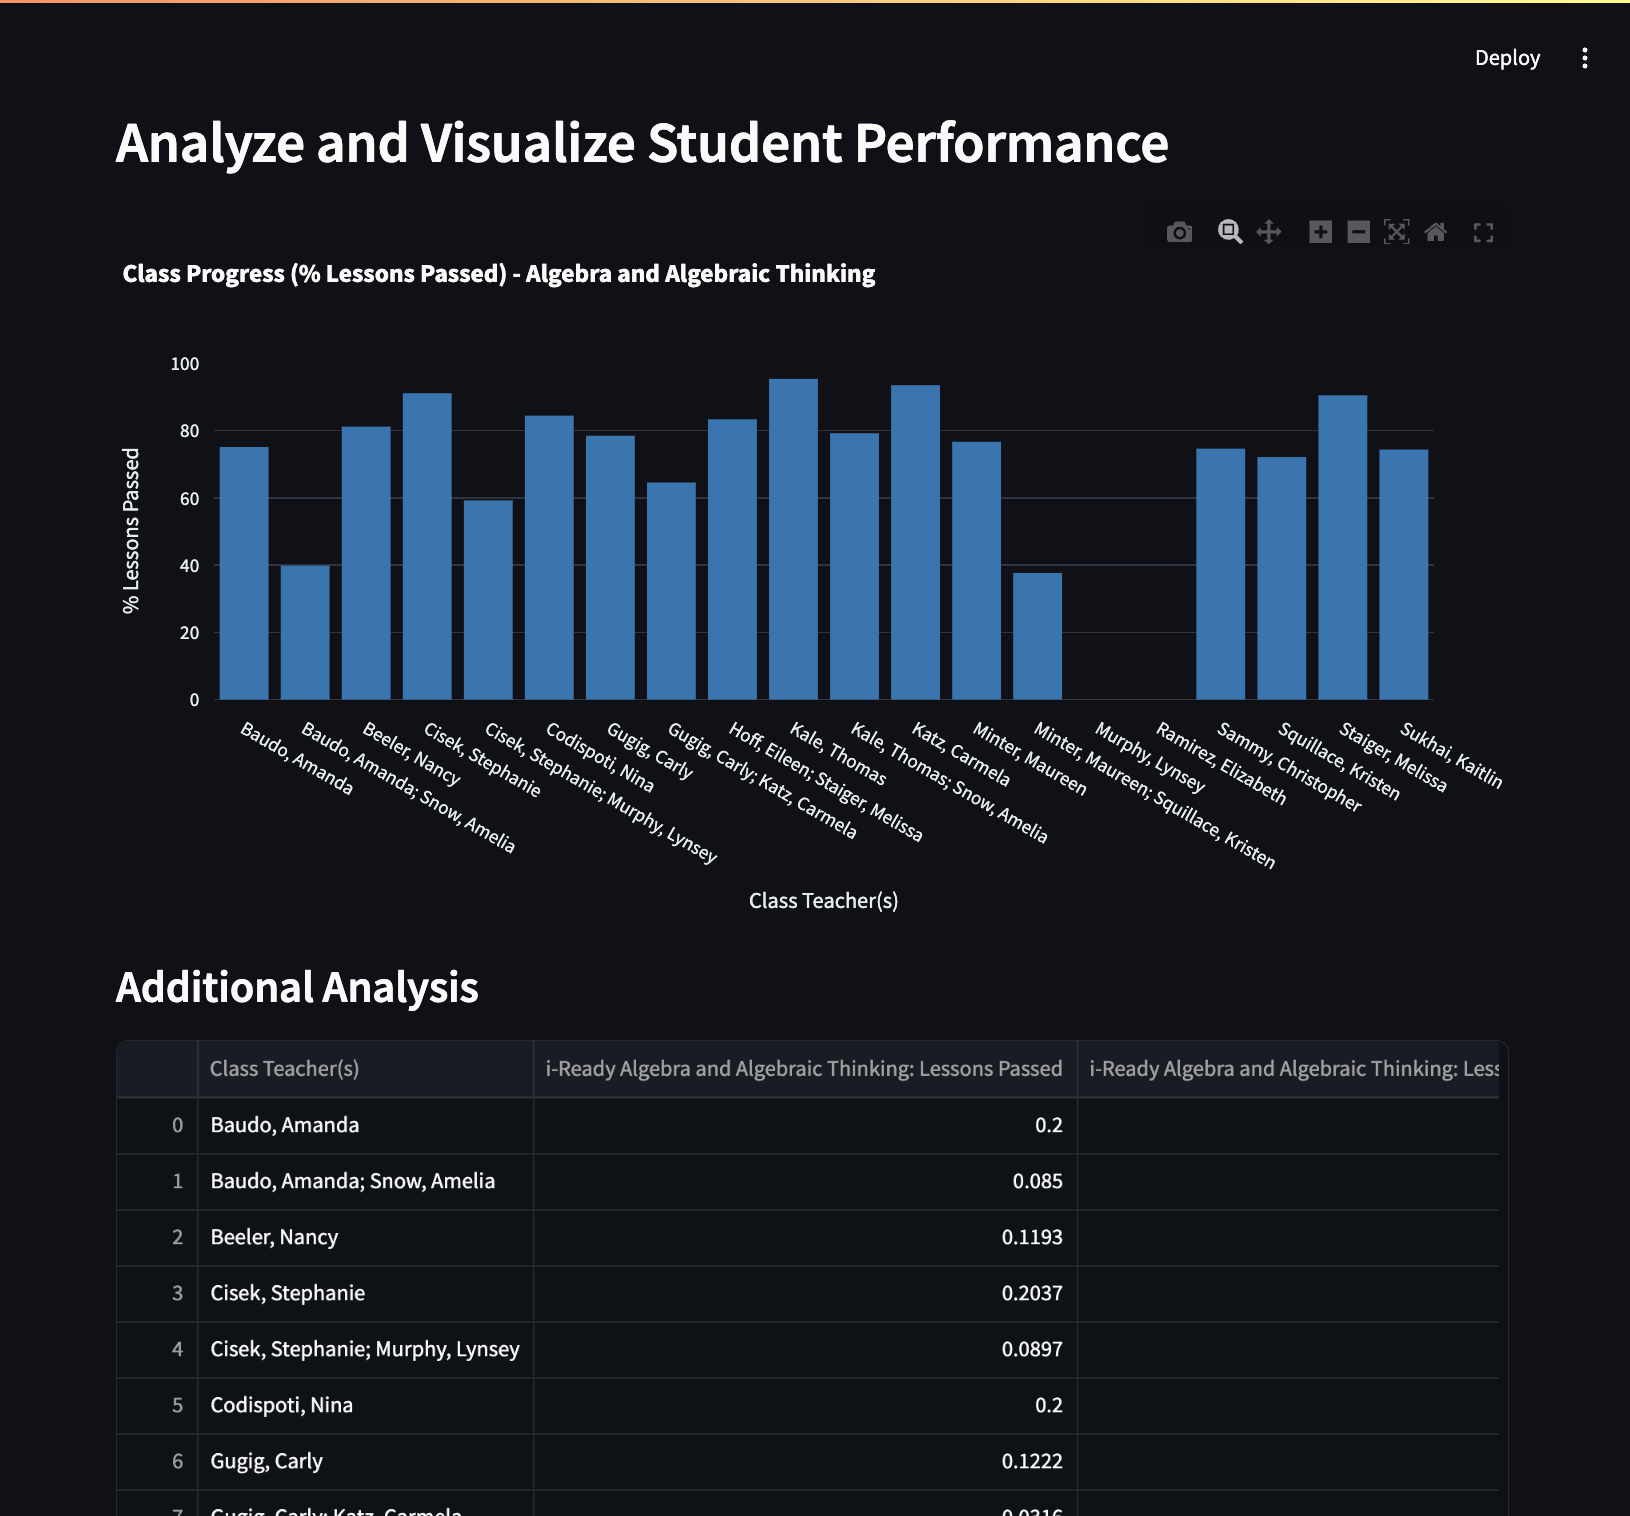 Deploy
Analyze and Visualize Student Performance
Class Progress (% Lessons Passed) - Algebra and Algebraic Thinking
% Lessons Passed
100
80
60
40
20
0
Baudo, Amanda
Baudo, Amanda; Snow, Amelia
Beeler, Nancy
Cisek, Stephanie
Cisek, Stephanie; Murphy, Lynsey
Codispoti, Nina
Gugig, Carly
Gugig, Carly; Katz, Carmela
Hoff, Eileen; Staiger, Melissa
Kale, Thomas
Kale, Thomas; Snow, Amelia
Katz, Carmela
Minter, Maureen
Minter, Maureen; Squillace, Kristen
Murphy, Lynsey
Ramirez, Elizabeth
Sammy, Christopher
Squillace, Kristen
Staiger, Melissa
Sukhai, Kaitlin
Class Teacher(s)
Additional Analysis
Class Teacher(s) i-Ready Algebra and Algebraic Thinking: Lessons Passed i-Ready Algebra and Algebraic Thinking: Less
0 Baudo, Amanda 0.2
1 Baudo, Amanda; Snow, Amelia 0.085
2 Beeler, Nancy 0.1193
3 Cisek, Stephanie 0.2037
4 Cisek, Stephanie; Murphy, Lynsey 0.0897
5 Codispoti, Nina 0.2
6 Gugig, Carly 0.1222
7 Gugig, Carly; Katz, Carmela 0.0316